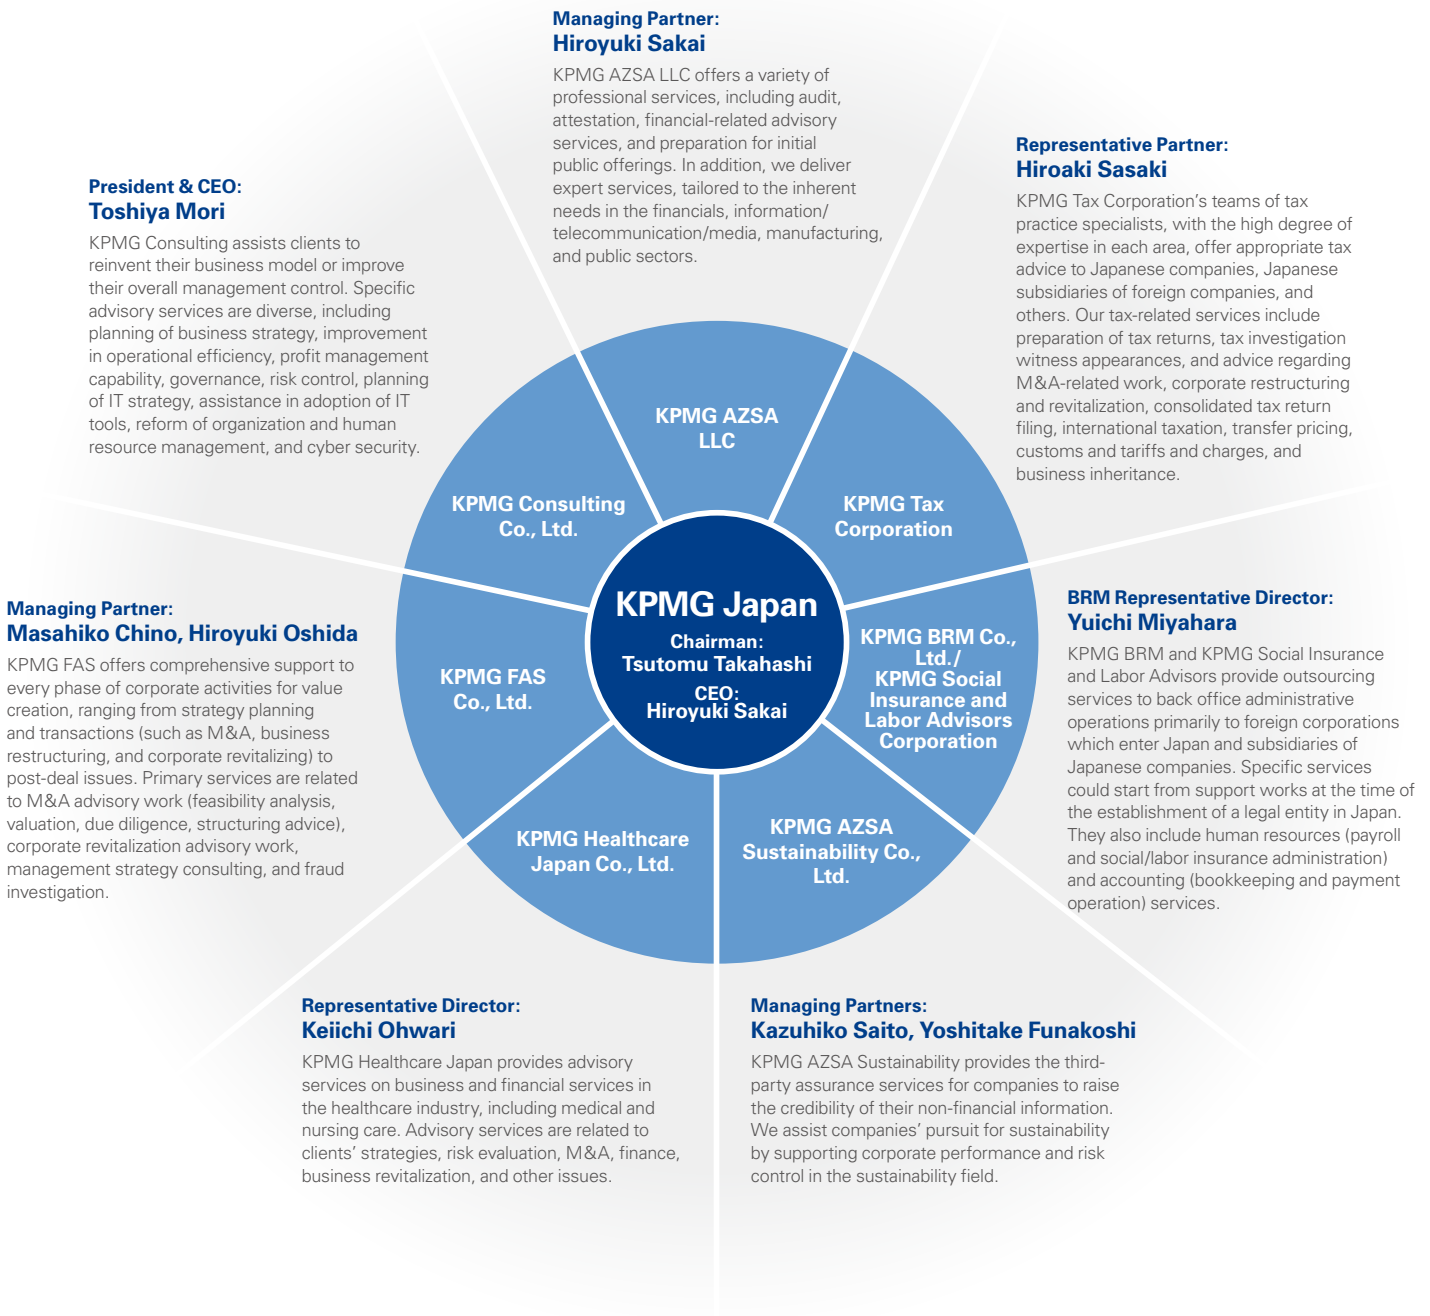 Managing Partner:
Hiroyuki Sakai
KPMG AZSA LLC offers a variety of
professional services, including audit,
attestation, financial-related advisory
services, and preparation for initial
public offerings. In addition, we deliver
expert services, tailored to the inherent
needs in the financials, information/
telecommunication/media, manufacturing,
and public sectors.
Representative Partner:
Hiroaki Sasaki
KPMG Tax Corporation's teams of tax
practice specialists, with the high degree of
expertise in each area, offer appropriate tax
advice to Japanese companies, Japanese
subsidiaries of foreign companies, and
others. Our tax-related services include
preparation of tax returns, tax investigation
witness appearances, and advice regarding
M&A-related work, corporate restructuring
and revitalization, consolidated tax return
filing, international taxation, transfer pricing,
customs and tariffs and charges, and
business inheritance.
President & CEO:
Toshiya Mori
KPMG Consulting assists clients to
reinvent their business model or improve
their overall management control. Specific
advisory services are diverse, including
planning of business strategy, improvement
in operational efficiency, profit management
capability, governance, risk control, planning
of IT strategy, assistance in adoption of IT
tools, reform of organization and human
resource management, and cyber security.
KPMG AZSA
LLC
KPMG Consulting
Co., Ltd.
KPMG Tax
Corporation
KPMG Japan
Chairman:
Tsutomu Takahashi
CEO:
Hiroyuki Sakai
KPMG FAS
Co., Ltd.
KPMG BRM Co.,
Ltd./
KPMG Social
Insurance and
Labor Advisors
Corporation
KPMG Healthcare
Japan Co., Ltd.
KPMG AZSA
Sustainability Co.,
Ltd.
Managing Partner:
Masahiko Chino, Hiroyuki Oshida
KPMG FAS offers comprehensive support to
every phase of corporate activities for value
creation, ranging from strategy planning
and transactions (such as M&A, business
restructuring, and corporate revitalizing) to
post-deal issues. Primary services are related
to M&A advisory work (feasibility analysis,
valuation, due diligence, structuring advice),
corporate revitalization advisory work,
management strategy consulting, and fraud
investigation.
BRM Representative Director:
Yuichi Miyahara
KPMG BRM and KPMG Social Insurance
and Labor Advisors provide outsourcing
services to back office administrative
operations primarily to foreign corporations
which enter Japan and subsidiaries of
Japanese companies. Specific services
could start from support works at the time of
the establishment of a legal entity in Japan.
They also include human resources (payroll
and social/labor insurance administration)
and accounting (bookkeeping and payment
operation) services.
Representative Director:
Keiichi Ohwari
KPMG Healthcare Japan provides advisory
services on business and financial services in
the healthcare industry, including medical and
nursing care. Advisory services are related to
clients' strategies, risk evaluation, M&A, finance,
business revitalization, and other issues.
Managing Partners:
Kazuhiko Saito, Yoshitake Funakoshi
KPMG AZSA Sustainability provides the third-
party assurance services for companies to raise
the credibility of their non-financial information.
We assist companies' pursuit for sustainability
by supporting corporate performance and risk
control in the sustainability field.